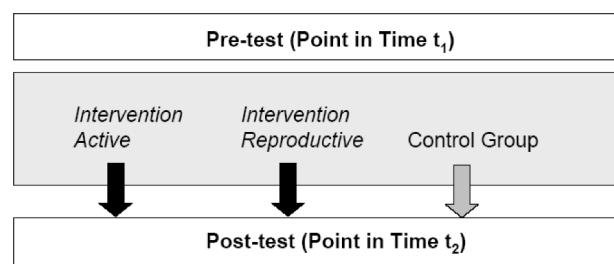 Pre-test (Point in Time t₁)
Intervention Active
Intervention Reproductive
Control Group
Post-test (Point in Time t₂)